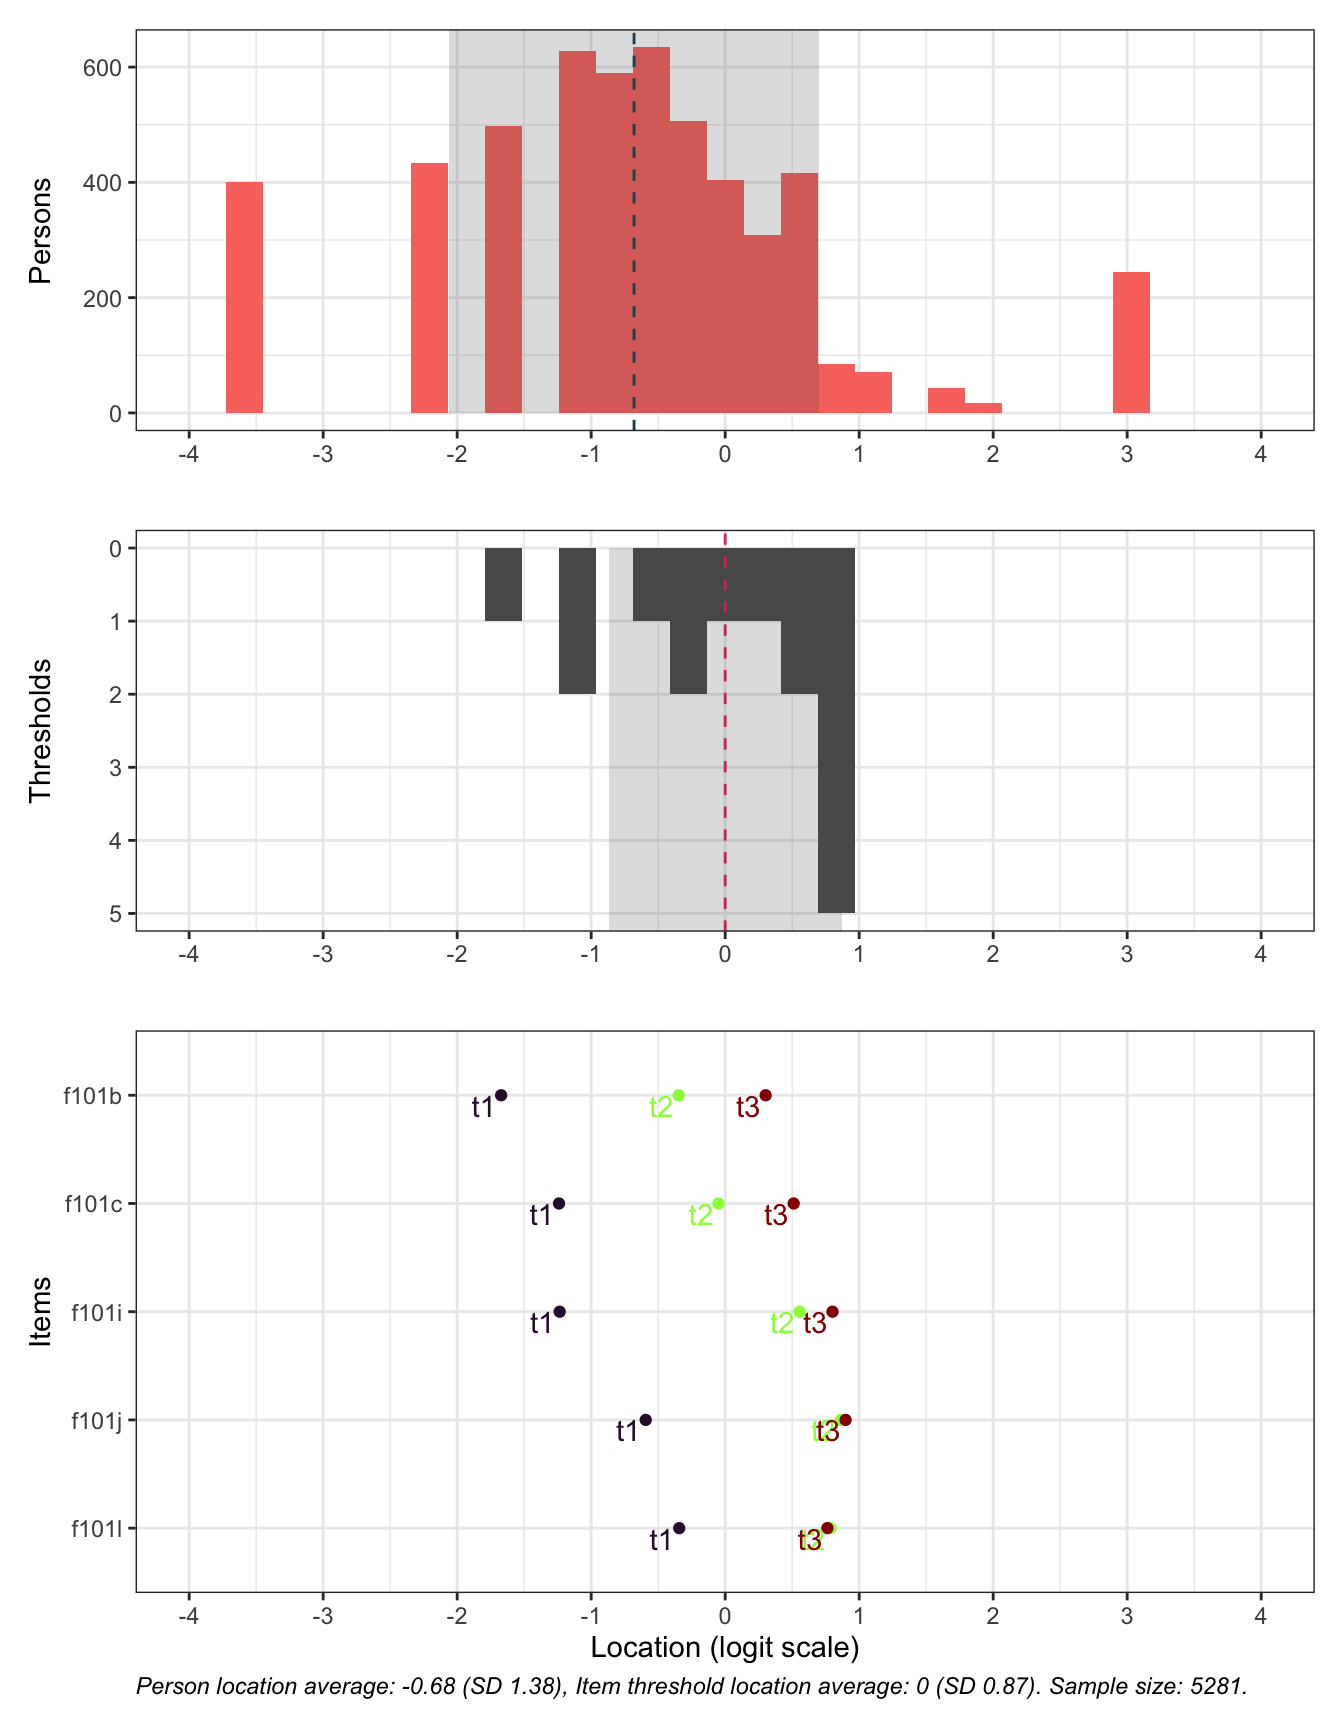 Persons
600
400
200
0
-4 -3 -2 -1 0 1 2 3 4
Thresholds
0
1
2
3
4
5
-4 -3 -2 -1 0 1 2 3 4
Items
f101b t1 t2 t3
f101c t1 t2 t3
f101i t1 t2 t3
f101j t1 t2 t3
f101l t1 t2 t3
-4 -3 -2 -1 0 1 2 3 4
Location (logit scale)
Person location average: -0.68 (SD 1.38), Item threshold location average: 0 (SD 0.87). Sample size: 5281.